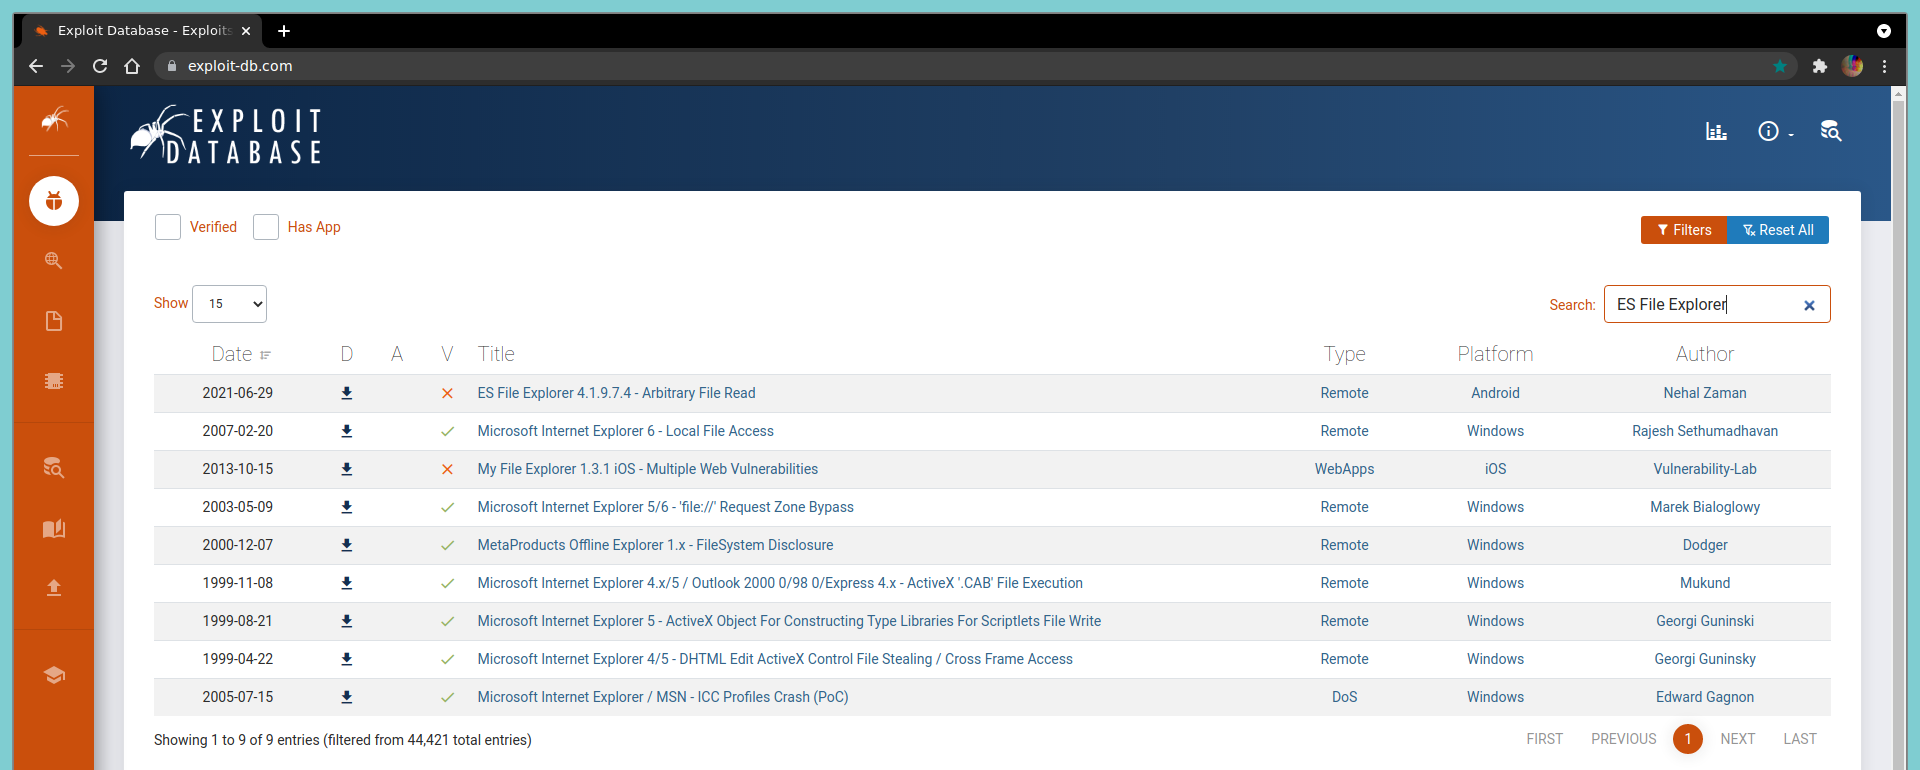 Exploit Database - Exploits
exploit-db.com
EXPLOIT
DATABASE
Verified Has App
Filters Reset All
Show 15 Search: ES File Explorer
Date D A V Title Type Platform Author
2021-06-29 ES File Explorer 4.1.9.7.4 - Arbitrary File Read Remote Android Nehal Zaman
2007-02-20 Microsoft Internet Explorer 6 - Local File Access Remote Windows Rajesh Sethumadhavan
2013-10-15 My File Explorer 1.3.1 iOS - Multiple Web Vulnerabilities WebApps iOS Vulnerability-Lab
2003-05-09 Microsoft Internet Explorer 5/6 - 'file://' Request Zone Bypass Remote Windows Marek Bialoglowy
2000-12-07 MetaProducts Offline Explorer 1.x - FileSystem Disclosure Remote Windows Dodger
1999-11-08 Microsoft Internet Explorer 4.x/5 / Outlook 2000 0/98 0/Express 4.x - ActiveX '.CAB' File Execution Remote Windows Mukund
1999-08-21 Microsoft Internet Explorer 5 - ActiveX Object For Constructing Type Libraries For Scriptlets File Write Remote Windows Georgi Guninski
1999-04-22 Microsoft Internet Explorer 4/5 - DHTML Edit ActiveX Control File Stealing / Cross Frame Access Remote Windows Georgi Guninsky
2005-07-15 Microsoft Internet Explorer / MSN - ICC Profiles Crash (PoC) DoS Windows Edward Gagnon
Showing 1 to 9 of 9 entries (filtered from 44,421 total entries) FIRST PREVIOUS 1 NEXT LAST